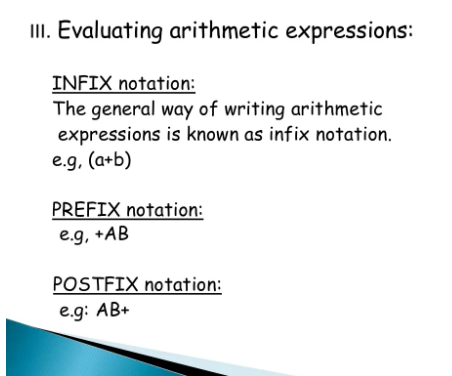 III. Evaluating arithmetic expressions:
INFIX notation:
The general way of writing arithmetic
expressions is known as infix notation.
e.g, (a+b)
PREFIX notation:
e.g, +AB
POSTFIX notation:
e.g: AB+